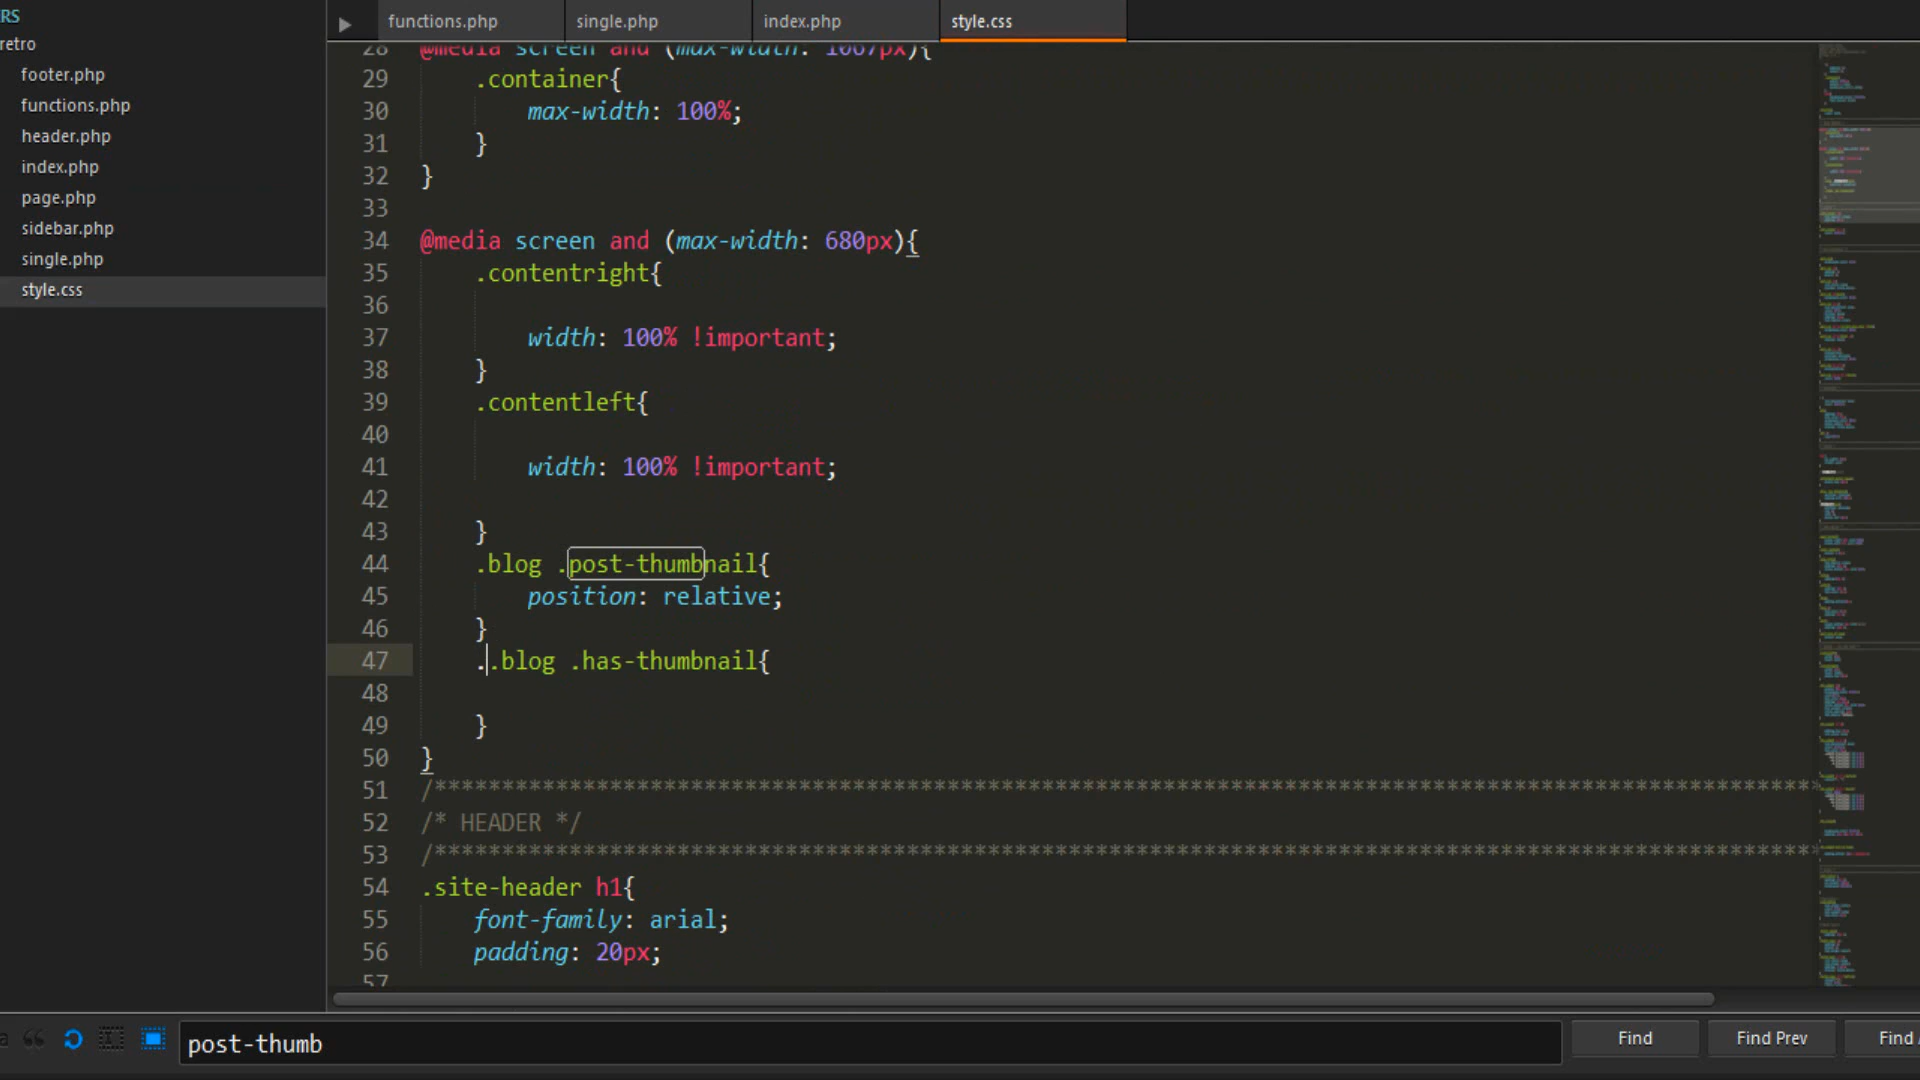 RS
functions.php
single.php
index.php
style.css
retro
footer.php
functions.php
header.php
index.php
page.php
sidebar.php
single.php
style.css
28 @media screen and (max-width: 1067px){
29 .container{
30 max-width: 100%;
31 }
32 }
33
34 @media screen and (max-width: 680px){
35 .contentright{
36
37 width: 100% !important;
38 }
39 .contentleft{
40
41 width: 100% !important;
42
43 }
44 .blog .post-thumbnail{
45 position: relative;
46 }
47 ..blog .has-thumbnail{
48
49 }
50 }
51 /*******************************************************************************************************
52 /* HEADER */
53 /*******************************************************************************************************
54 .site-header h1{
55 font-family: arial;
56 padding: 20px;
57
post-thumb
Find
Find Prev
Find